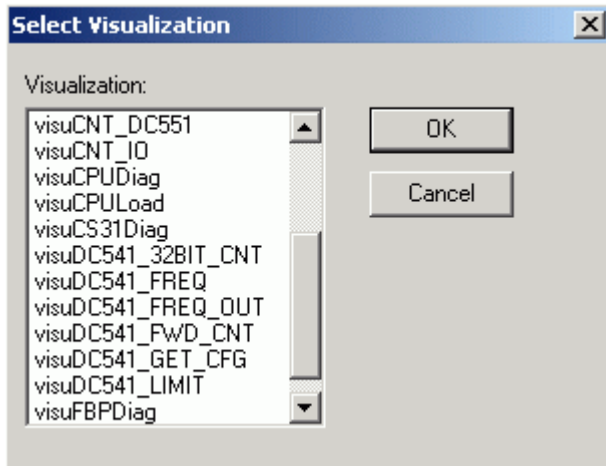 Select Visualization
Visualization:
visuCNT_DC551
visuCNT_IO
visuCPUDiag
visuCPULoad
visuCS31Diag
visuDC541_32BIT_CNT
visuDC541_FREQ
visuDC541_FREQ_OUT
visuDC541_FWD_CNT
visuDC541_GET_CFG
visuDC541_LIMIT
visuFBPDiag
OK
Cancel